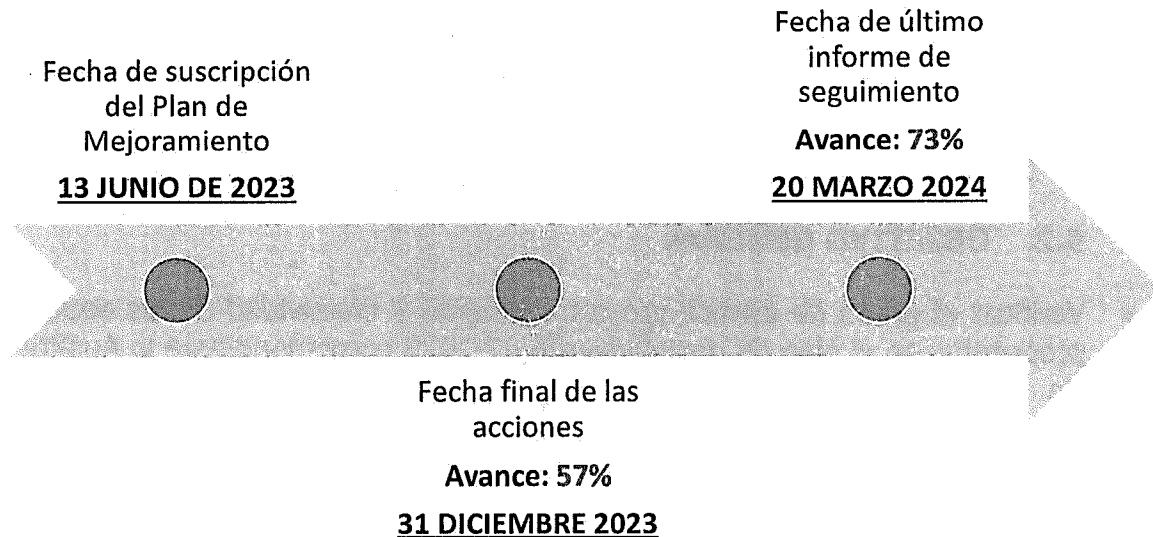 Fecha de suscripción
del Plan de
Mejoramiento
13 JUNIO DE 2023
Fecha final de las
acciones
Avance: 57%
31 DICIEMBRE 2023
Fecha de último
informe de
seguimiento
Avance: 73%
20 MARZO 2024